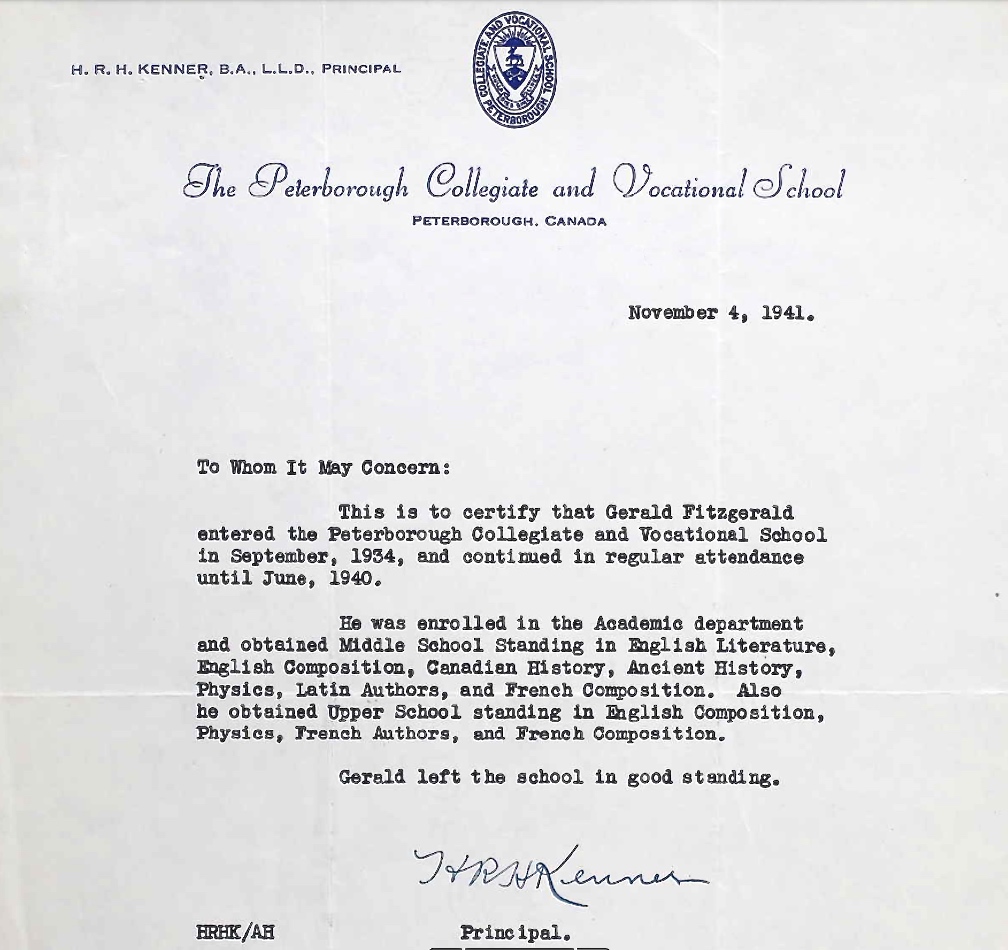 COLLEGIATE AND VOCATIONAL SCHOOL
PETERBOROUGH
H. R. H. KENNER, B.A., L.L.D., PRINCIPAL
The Peterborough Collegiate and Vocational School
PETERBOROUGH, CANADA
November 4, 1941.
To Whom It May Concern:
This is to certify that Gerald Fitzgerald
entered the Peterborough Collegiate and Vocational School
in September, 1934, and continued in regular attendance
until June, 1940.
He was enrolled in the Academic department
and obtained Middle School Standing in English Literature,
English Composition, Canadian History, Ancient History,
Physics, Latin Authors, and French Composition. Also
he obtained Upper School standing in English Composition,
Physics, French Authors, and French Composition.
Gerald left the school in good standing.
HRHKenner
HRHK/AH Principal.